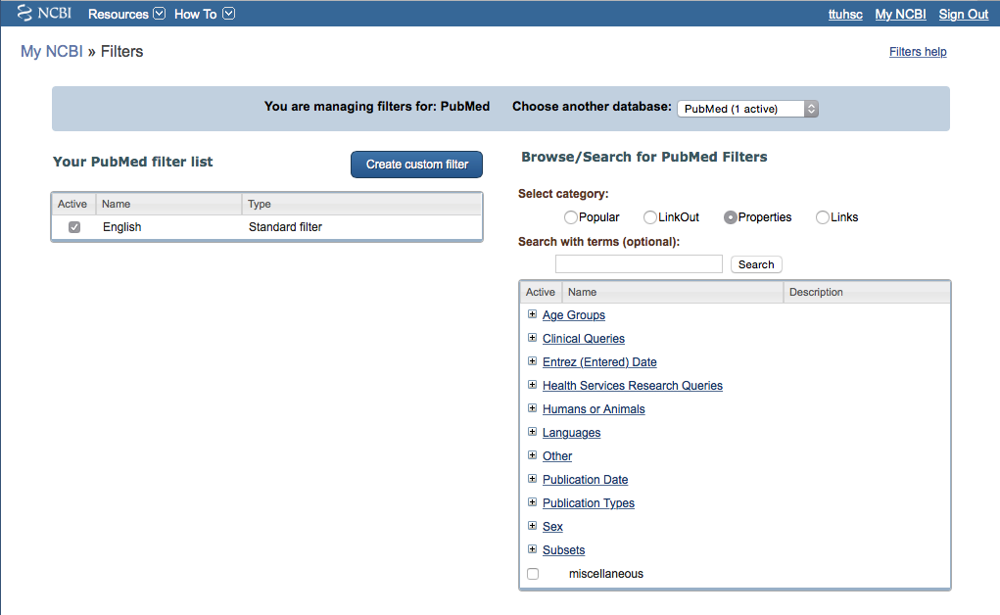 NCBI Resources How To ttuhsc My NCBI Sign Out
My NCBI » Filters Filters help
You are managing filters for: PubMed Choose another database: PubMed (1 active)
Your PubMed filter list
Create custom filter
Active Name Type
English Standard filter
Browse/Search for PubMed Filters
Select category:
Popular LinkOut Properties Links
Search with terms (optional):
Search
Active Name Description
Age Groups
Clinical Queries
Entrez (Entered) Date
Health Services Research Queries
Humans or Animals
Languages
Other
Publication Date
Publication Types
Sex
Subsets
miscellaneous